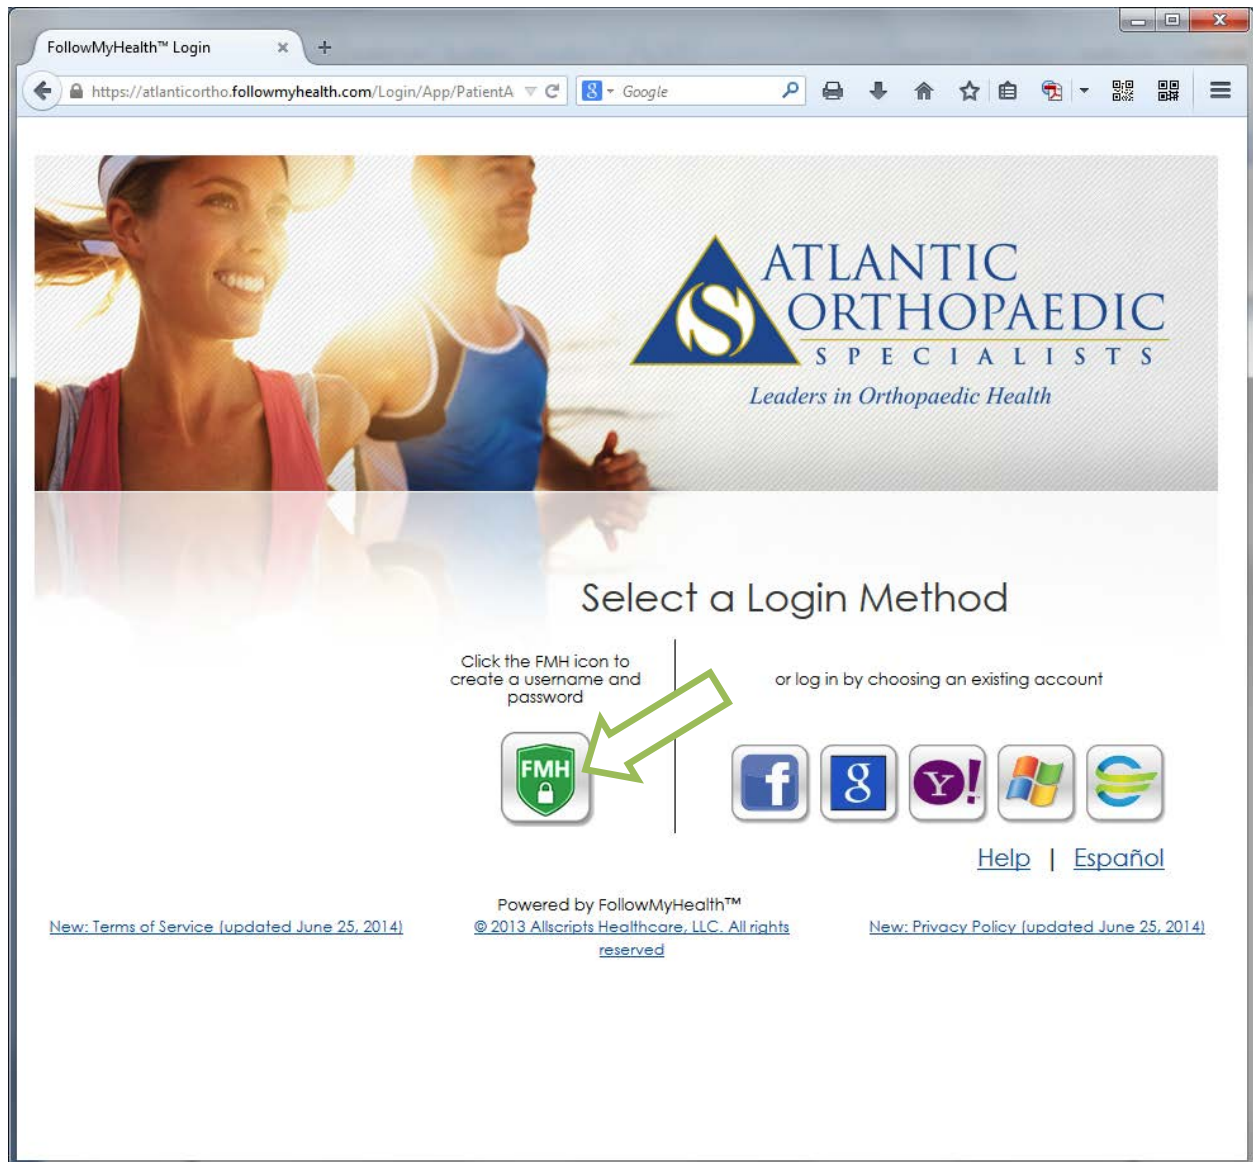 FollowMyHealth™ Login
https://atlanticortho.followmyhealth.com/Login/App/PatientA
Google
ATLANTIC
ORTHOPAEDIC
SPECIALISTS
Leaders in Orthopaedic Health
Select a Login Method
Click the FMH icon to
create a username and
password
or log in by choosing an existing account
FMH
f
g
Y!
Help | Español
Powered by FollowMyHealth™
New: Terms of Service (updated June 25, 2014)
© 2013 Allscripts Healthcare, LLC. All rights
reserved
New: Privacy Policy (updated June 25, 2014)